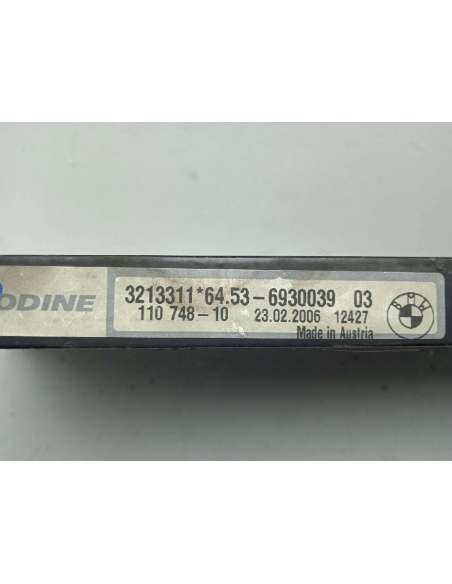 ODINE
3213311*64.53-6930039 03
110 748-10 23.02.2006 12427
Made in Austria
BMW